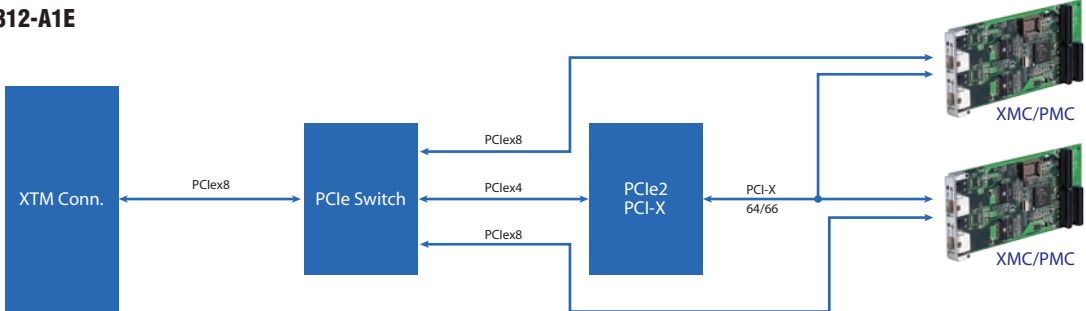 312-A1E
XTM Conn.
PCIex8
PCIe Switch
PCIex8
PCIex4
PCIex8
PCIe2
PCI-X
PCI-X
64/66
XMC/PMC
XMC/PMC